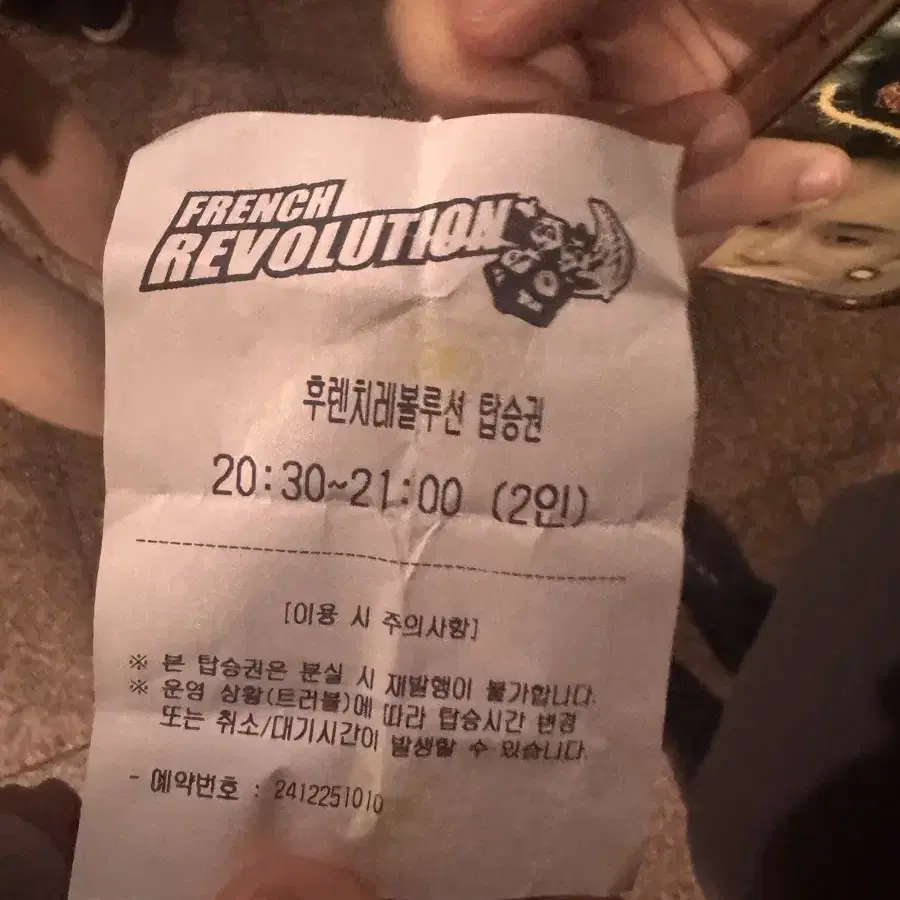 FRENCH
REVOLUTION
후렌치레볼루션 탑승권
20:30~21:00 (2인)
[이용 시 주의사항]
※ 본 탑승권은 분실 시 재발행이 불가합니다.
※ 운영 상황(트러블)에 따라 탑승시간 변경
또는 취소/대기시간이 발생할 수 있습니다.
- 예약번호 : 2412251010